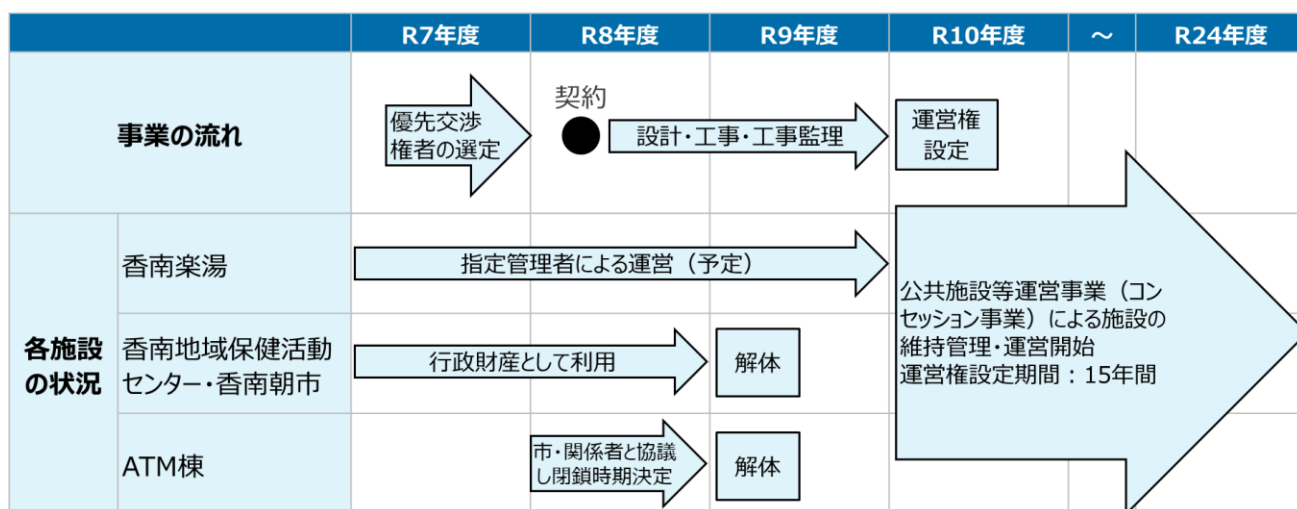 R7年度 R8年度 R9年度 R10年度 ～ R24年度
事業の流れ
優先交渉
権者の選定
契約
設計・工事・工事監理
運営権
設定
各施設
の状況
香南楽湯
指定管理者による運営（予定）
香南地域保健活動
センター・香南朝市
行政財産として利用
解体
ATM棟
市・関係者と協議
し閉鎖時期決定
解体
公共施設等運営事業（コン
セッション事業）による施設の
維持管理・運営開始
運営権設定期間：15年間